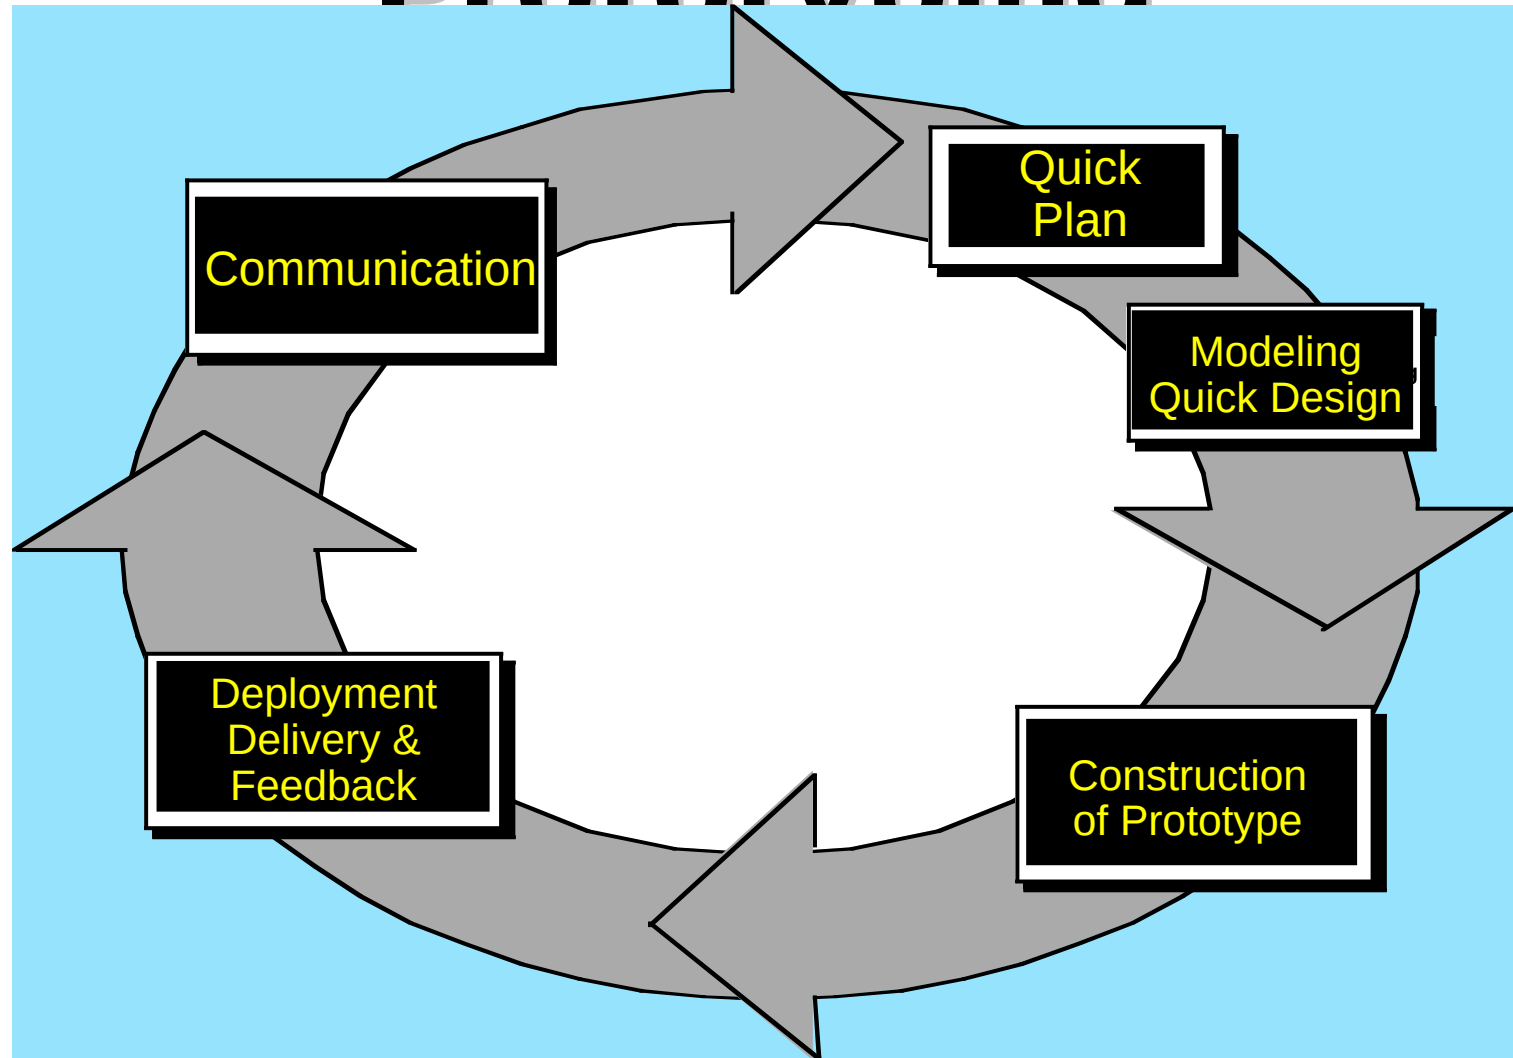 Communication
Quick
Plan
Modeling
Quick Design
Construction
of Prototype
Deployment
Delivery &
Feedback